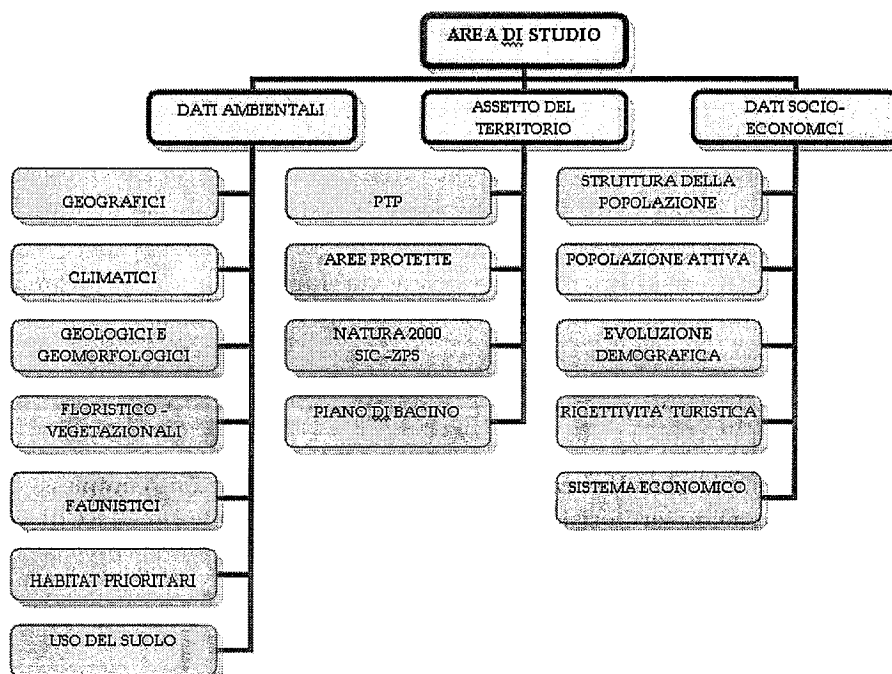 AREA DI STUDIO
DATI AMBIENTALI
GEOGRAFICI
CLIMATICI
GEOLOGICI E
GEOMORFOLOGICI
FLORISTICO -
VEGETAZIONALI
FAUNISTICI
HABITAT PRIORITARI
USO DEL SUOLO
ASSETTO DEL
TERRITORIO
PTP
AREE PROTETTE
NATURA 2000
SIC -ZPS
PIANO DI BACINO
DATI SOCIO-
ECONOMICI
STRUTTURA DELLA
POPOLAZIONE
POPOLAZIONE ATTIVA
EVOLUZIONE
DEMOGRAFICA
RICETTIVITA' TURISTICA
SISTEMA ECONOMICO